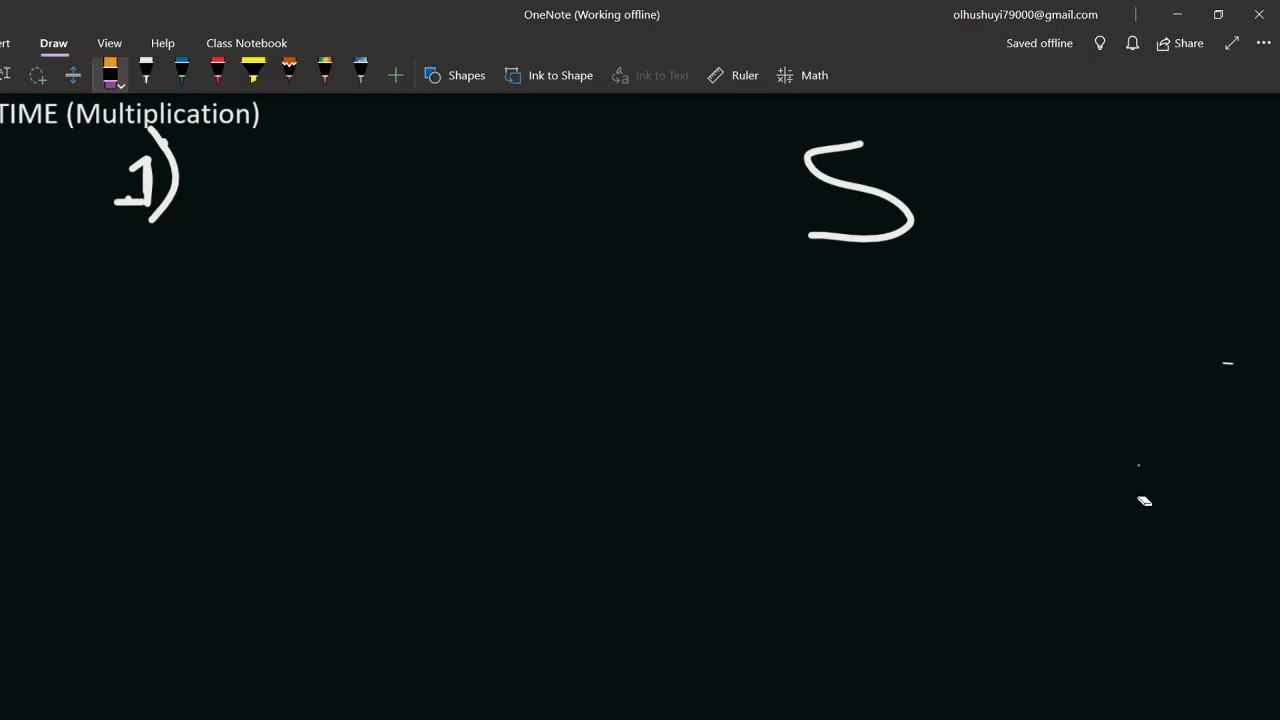 OneNote (Working offline) olhushuyi79000@gmail.com
rt Draw View Help Class Notebook Saved offline Share
Shapes Ink to Shape Ink to Text Ruler Math
TIME (Multiplication)
1) S